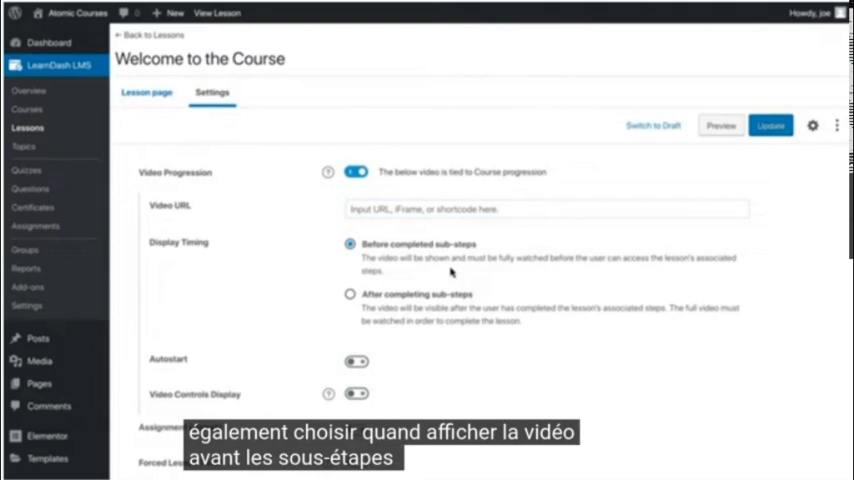 Atomic Courses 0 + New View Lesson Howdy, joe
Dashboard
LearnDash LMS
Overview
Courses
Lessons
Topics
Quizzes
Questions
Certificates
Assignments
Groups
Reports
Add-ons
Settings
Posts
Media
Pages
Comments
Elementor
Templates
← Back to Lessons
Welcome to the Course
Lesson page Settings
Switch to Draft Preview Update
Video Progression ? The below video is tied to Course progression
Video URL Input URL, iFrame, or shortcode here.
Display Timing Before completed sub-steps
The video will be shown and must be fully watched before the user can access the lesson's associated
steps.
After completing sub-steps
The video will be visible after the user has completed the lesson's associated steps. The full video must
be watched in order to complete the lesson.
Autostart
Video Controls Display ?
également choisir quand afficher la vidéo
avant les sous-étapes